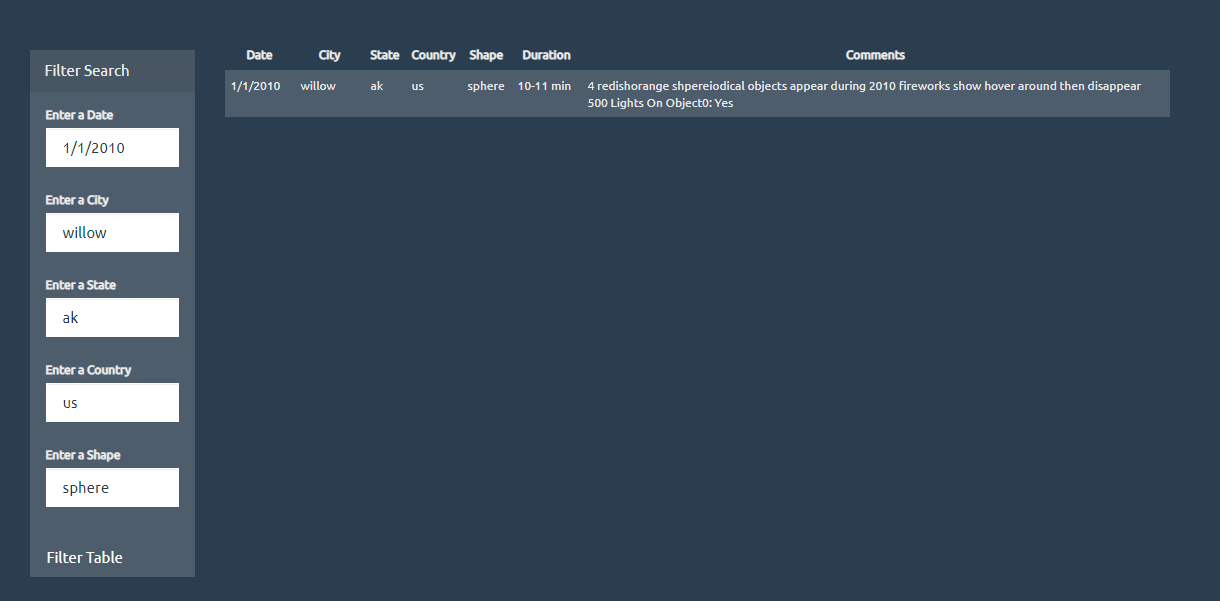 Filter Search
Enter a Date
1/1/2010
Enter a City
willow
Enter a State
ak
Enter a Country
us
Enter a Shape
sphere
Filter Table
Date City State Country Shape Duration Comments
1/1/2010 willow ak us sphere 10-11 min 4 redishorange shpereiodical objects appear during 2010 fireworks show hover around then disappear
500 Lights On Object0: Yes